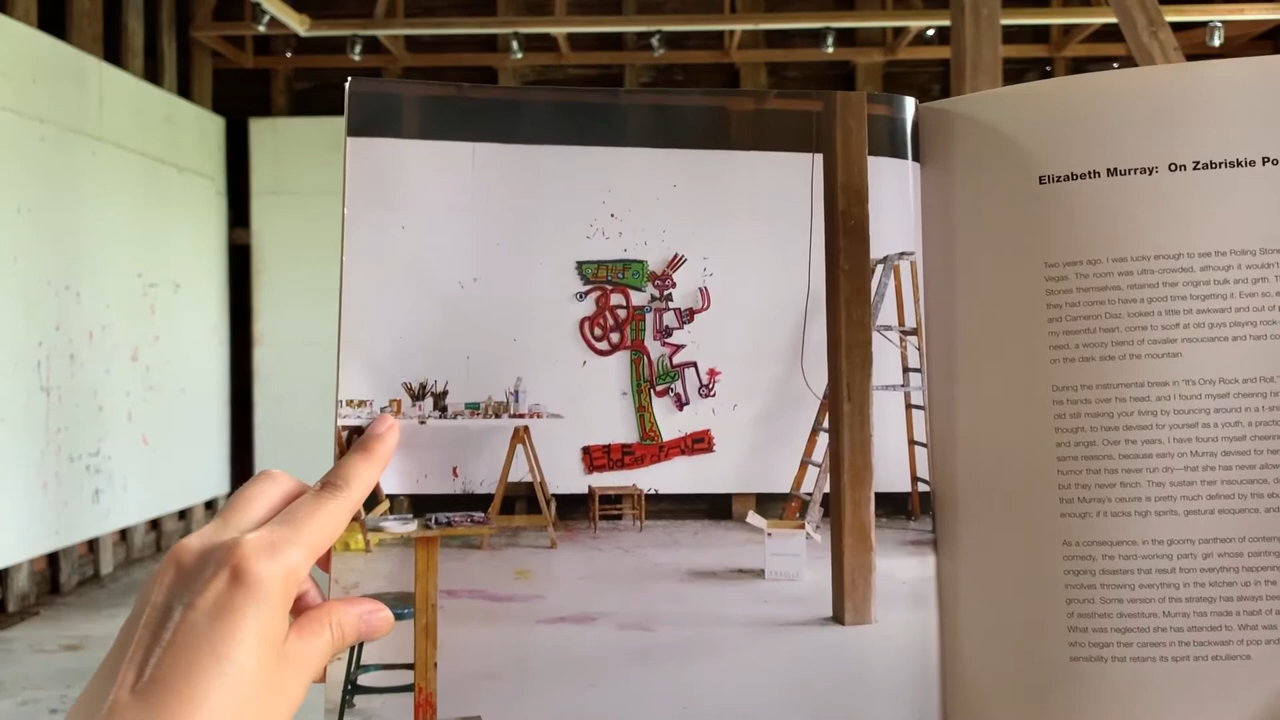 Elizabeth Murray: On Zabriskie Po
Two years ago, I was lucky enough to see the Rolling Stone
Vegas. The room was ultra-crowded, although it wouldn't
Stones themselves, retained their original bulk and girth. T
they had come to have a good time forgetting it. Even so, e
and Cameron Diaz, looked a little bit awkward and out of p
my resentful heart, come to scoff at old guys playing rock
need, a woozy blend of cavalier insouciance and hard co
on the dark side of the mountain.
During the instrumental break in "It's Only Rock and Roll,"
his hands over his head, and I found myself cheering hi
old still making your living by bouncing around in a t-sh
thought, to have devised for yourself as a youth, a practic
and angst. Over the years, I have found myself cheerin
same reasons, because early on Murray devised for her
humor that has never run dry—that she has never allow
but they never flinch. They sustain their insouciance, d
that Murray's oeuvre is pretty much defined by this eb
enough; if it lacks high spirits, gestural eloquence, and
As a consequence, in the gloomy pantheon of contem
comedy, the hard-working party girl whose painting
ongoing disasters that result from everything happenin
involves throwing everything in the kitchen up in the
ground. Some version of this strategy has always bee
of aesthetic divestiture. Murray has made a habit of a
What was neglected she has attended to. What was
who began their careers in the backwash of pop and
sensibility that retains its spirit and ebullience.